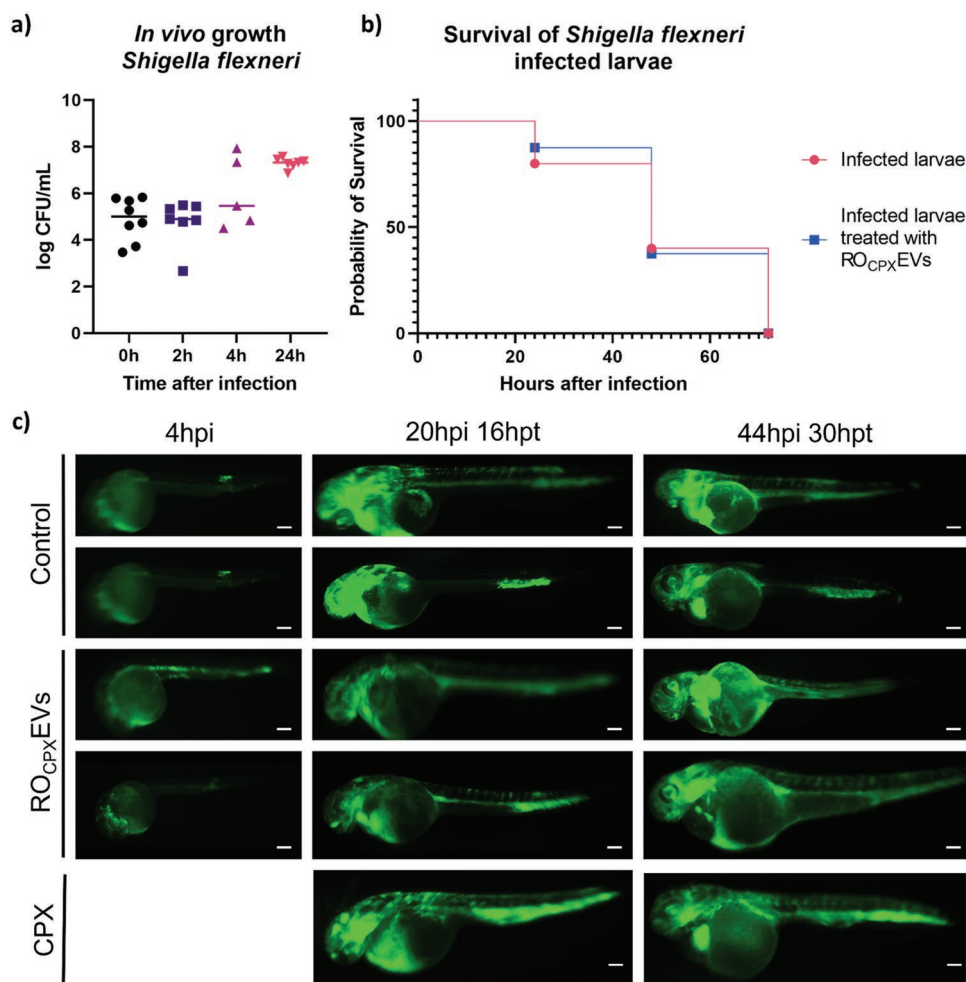 a)
In vivo growth
Shigella flexneri
log CFU/mL
10
8
6
4
2
0
0h
2h
4h
24h
Time after infection
b)
Survival of Shigella flexneri
infected larvae
Probability of Survival
100
50
0
0
20
40
60
Hours after infection
Infected larvae
Infected larvae
treated with
ROCPXEVs
c)
4hpi
20hpi 16hpt
44hpi 30hpt
Control
ROCPXEVs
CPX